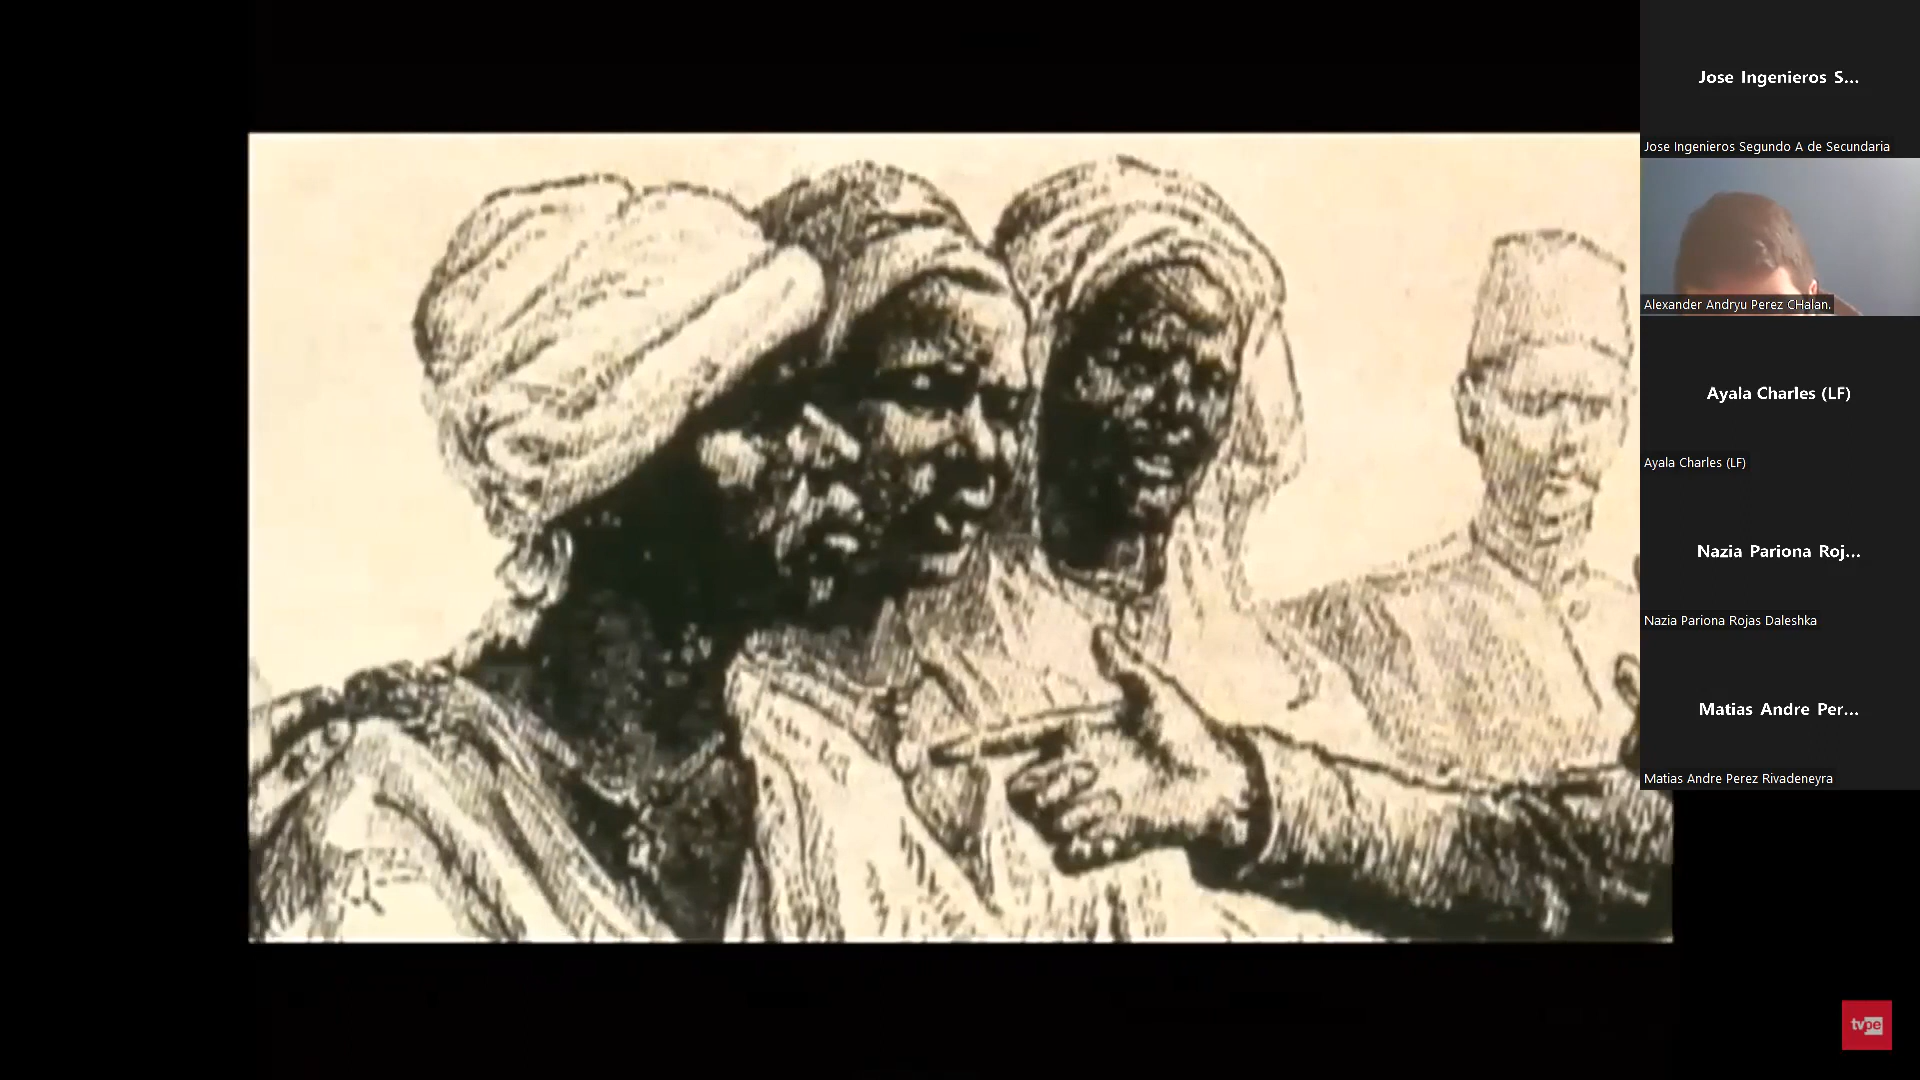 Jose Ingenieros S...
Jose Ingenieros Segundo A de Secundaria
Alexander Andryu Perez CHalan.
Ayala Charles (LF)
Ayala Charles (LF)
Nazia Pariona Roj...
Nazia Pariona Rojas Daleshka
Matias Andre Per...
Matias Andre Perez Rivadeneyra
tvpe